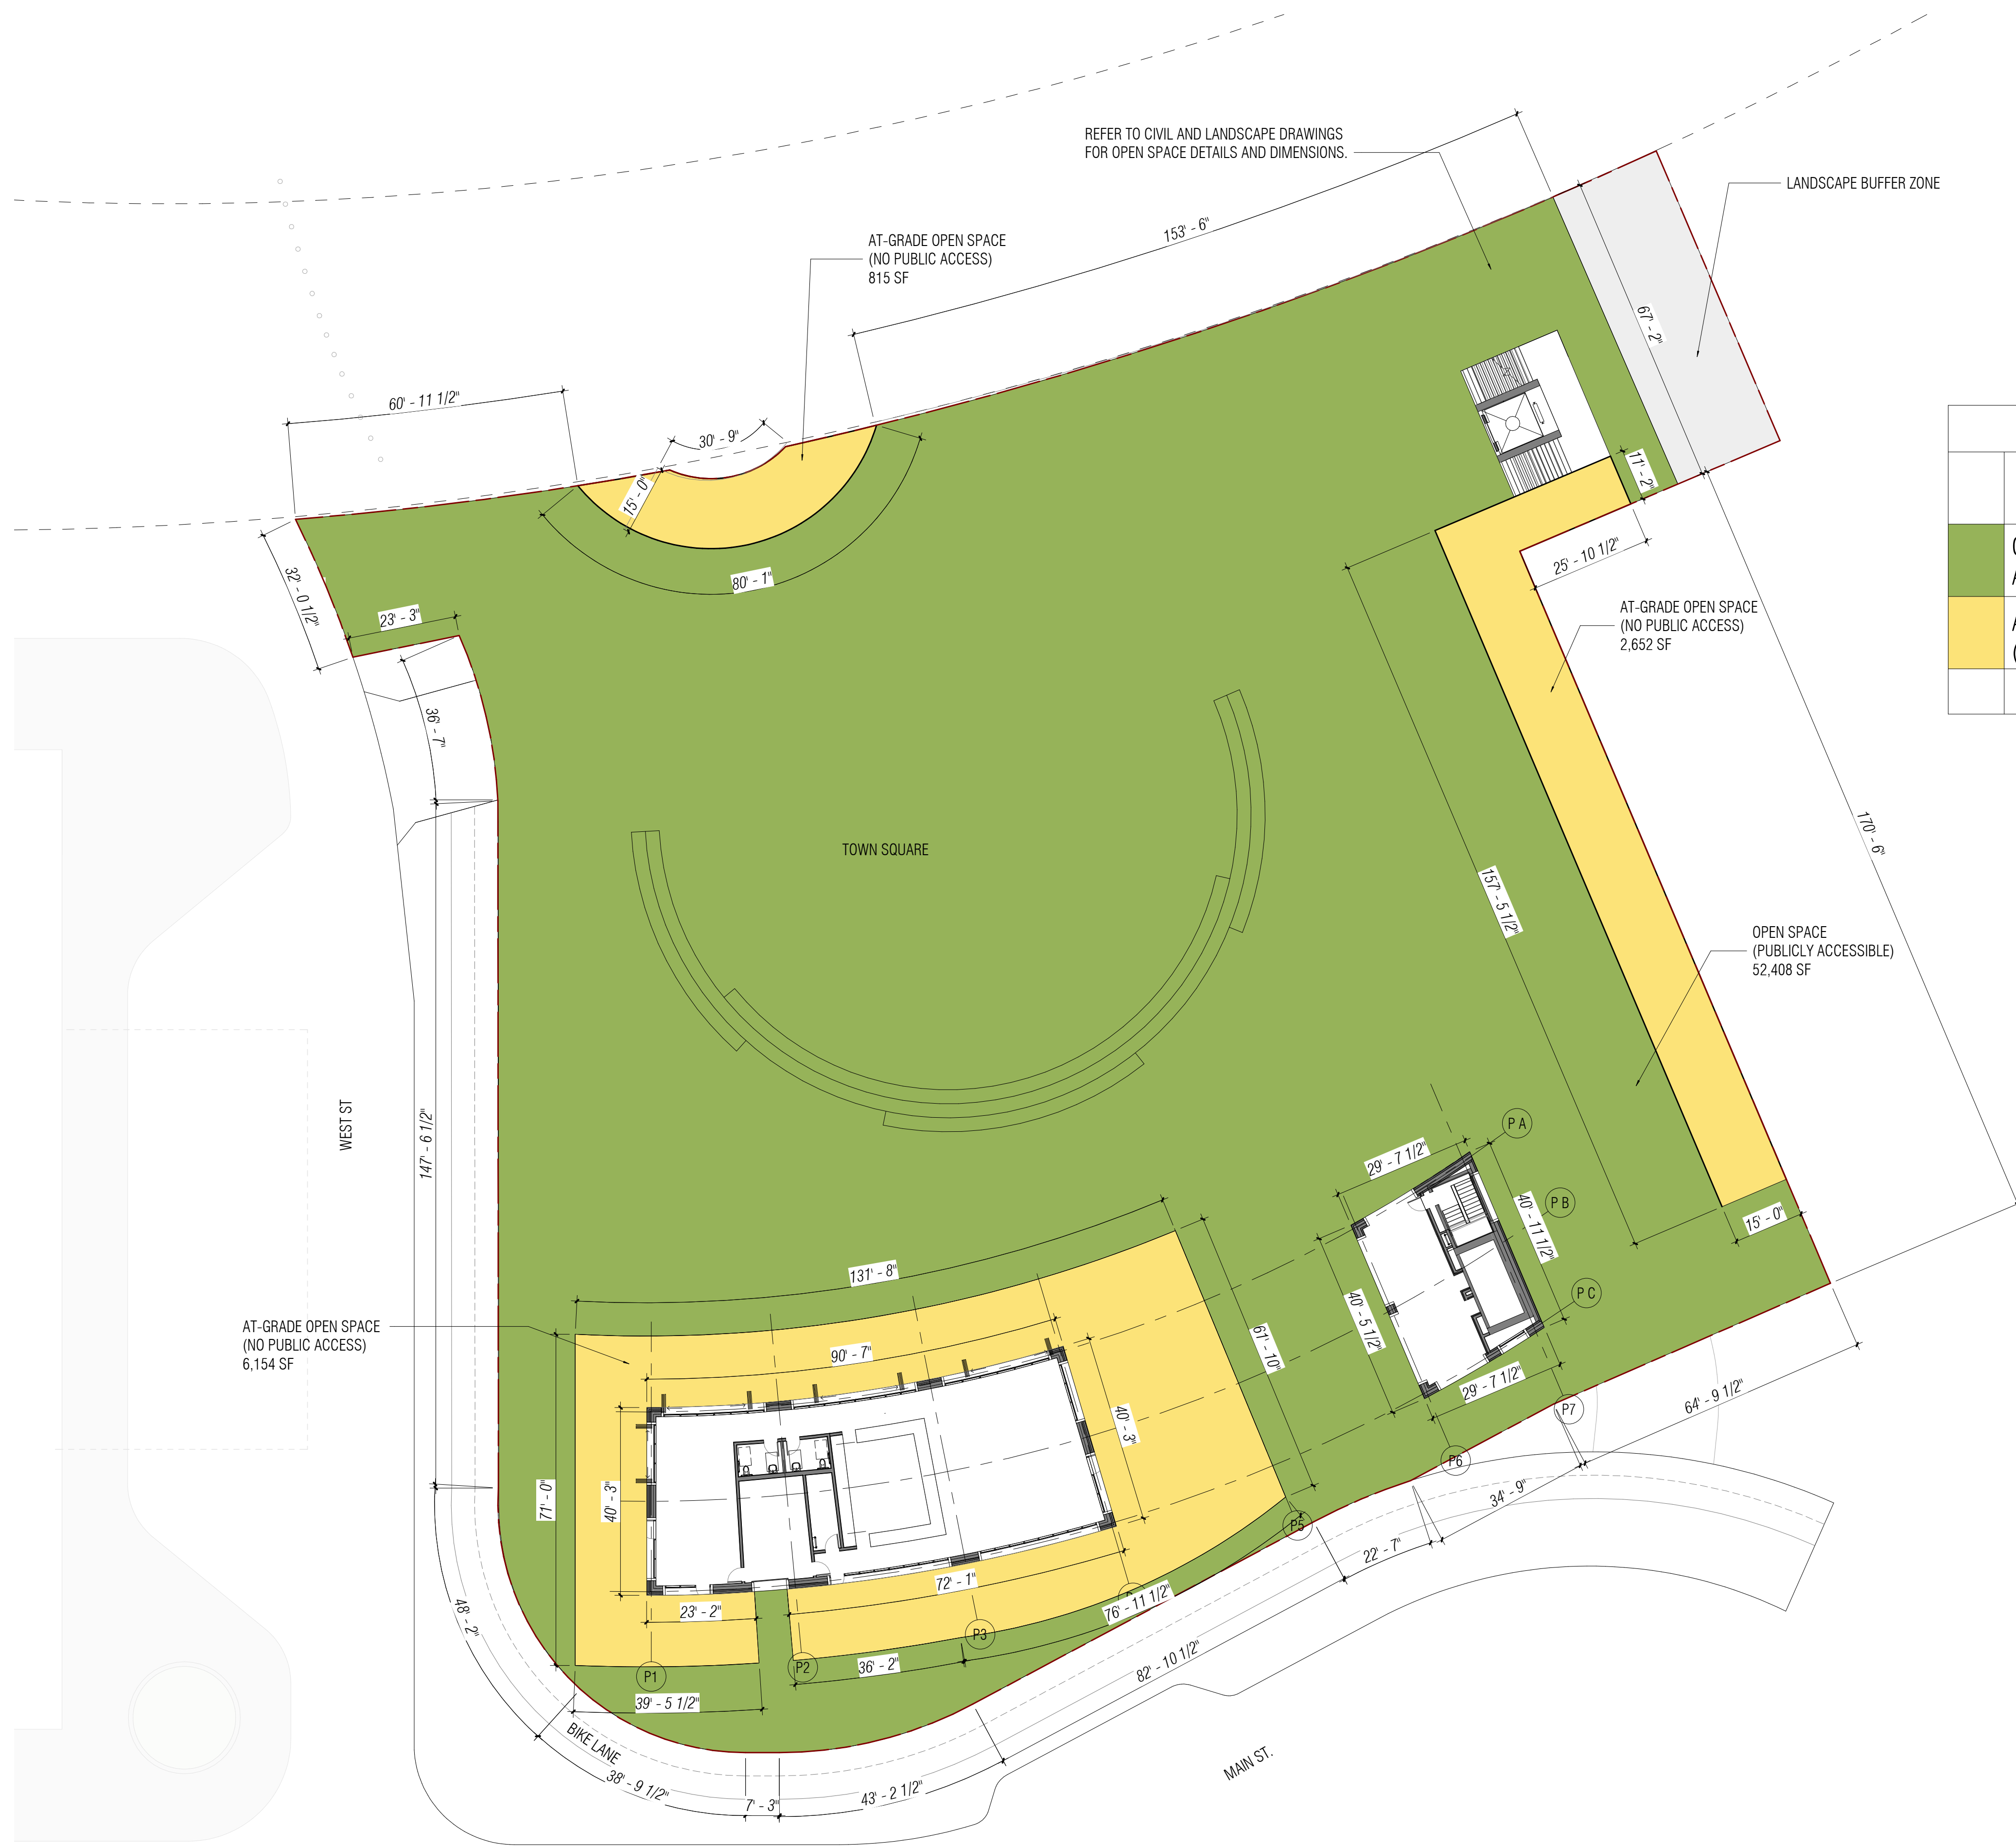 REFER TO CIVIL AND LANDSCAPE DRAWINGS
FOR OPEN SPACE DETAILS AND DIMENSIONS.
LANDSCAPE BUFFER ZONE
153' - 6"
AT-GRADE OPEN SPACE
(NO PUBLIC ACCESS)
815 SF
67' - 2"
60' - 11 1/2"
30' - 9"
15' - 0"
11' - 2"
80' - 1"
25' - 10 1/2"
32' - 0 1/2"
23' - 3"
AT-GRADE OPEN SPACE
(NO PUBLIC ACCESS)
2,652 SF
36' - 7"
TOWN SQUARE
170' - 6"
157' - 5 1/2"
OPEN SPACE
(PUBLICLY ACCESSIBLE)
52,408 SF
WEST ST
147' - 6 1/2"
P A
29' - 7 1/2"
P B
40' - 11 1/2"
15' - 0"
131' - 8"
P C
40' - 5 1/2"
61' - 10"
AT-GRADE OPEN SPACE
(NO PUBLIC ACCESS)
6,154 SF
90' - 7"
29' - 7 1/2"
64' - 9 1/2"
P7
40' - 3"
P6
71' - 0"
40' - 3"
34' - 9"
P5
22' - 7"
72' - 1"
76' - 11 1/2"
23' - 2"
48' - 2"
P3
P2
P1
36' - 2"
82' - 10 1/2"
39' - 5 1/2"
BIKE LANE
MAIN ST.
38' - 9 1/2"
7' - 3"
43' - 2 1/2"